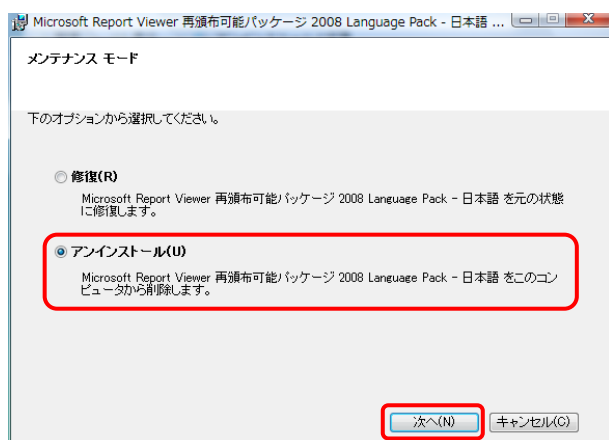 Microsoft Report Viewer 再頒布可能パッケージ 2008 Language Pack - 日本語 ...
メンテナンス モード
下のオプションから選択してください。
修復(R)
Microsoft Report Viewer 再頒布可能パッケージ 2008 Language Pack - 日本語 を元の状態
に修復します。
アンインストール(U)
Microsoft Report Viewer 再頒布可能パッケージ 2008 Language Pack - 日本語 をこのコン
ピュータから削除します。
次へ(N)
キャンセル(C)